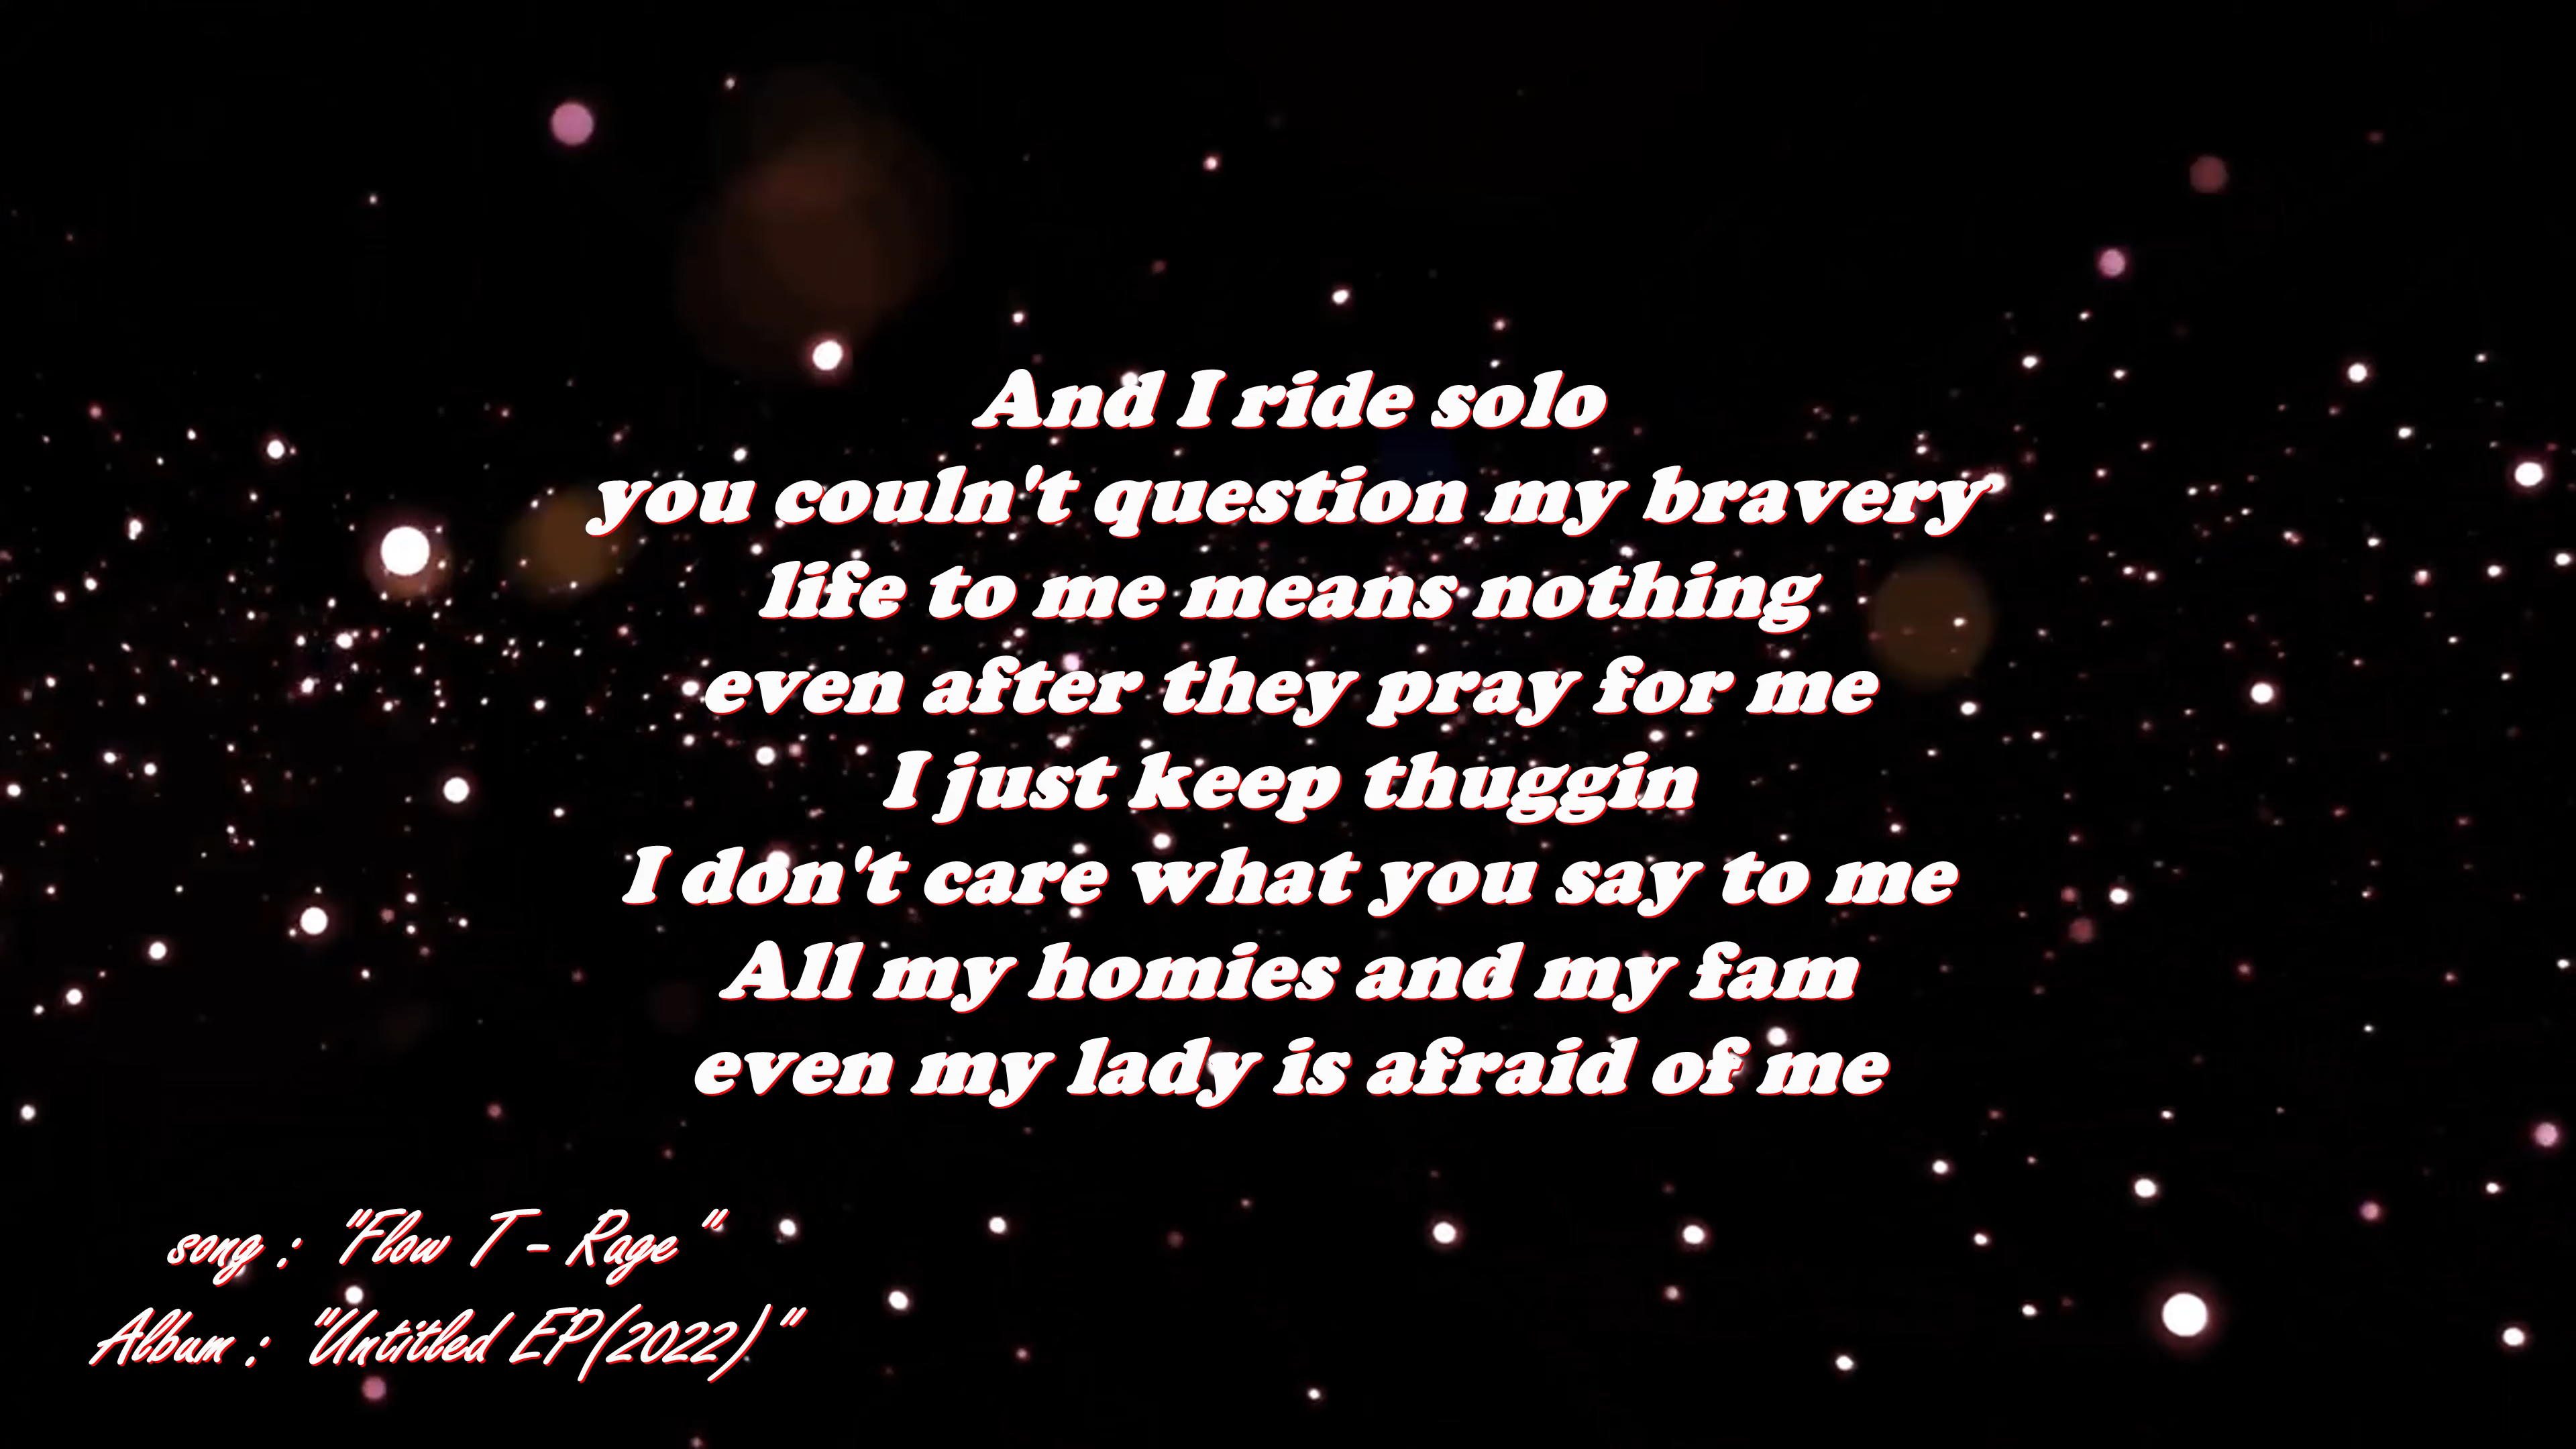 And I ride solo
you couln't question my bravery
life to me means nothing
even after they pray for me
I just keep thuggin
I don't care what you say to me
All my homies and my fam
even my lady is afraid of me
song : "Flow T - Rage "
Album : "Untitled EP(2022) "